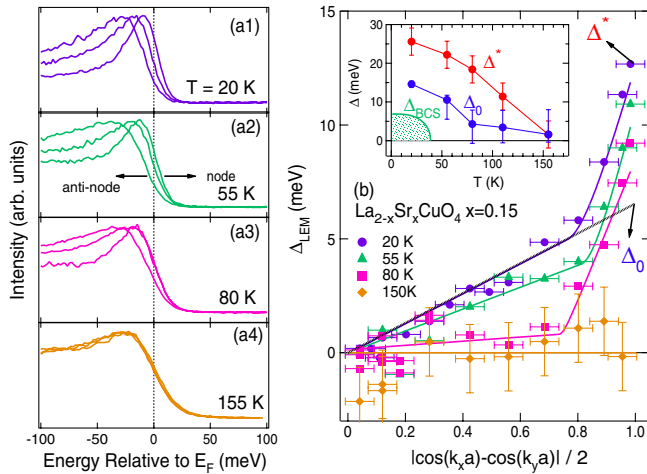 (a1)
T = 20 K
(a2)
anti-node
node
55 K
(a3)
80 K
(a4)
155 K
-100 -50 0 50 100
Energy Relative to E_F (meV)
Intensity (arb. units)
30
20
10
0
Δ (meV)
Δ*
Δ_0
Δ_BCS
0 50 100 150
T (K)
Δ*
(b)
La_{2-x}Sr_xCuO_4 x=0.15
20 K
55 K
80 K
150K
Δ_0
10
5
0
Δ_LEM (meV)
0 0.2 0.4 0.6 0.8 1.0
|cos(k_xa)-cos(k_ya)| / 2